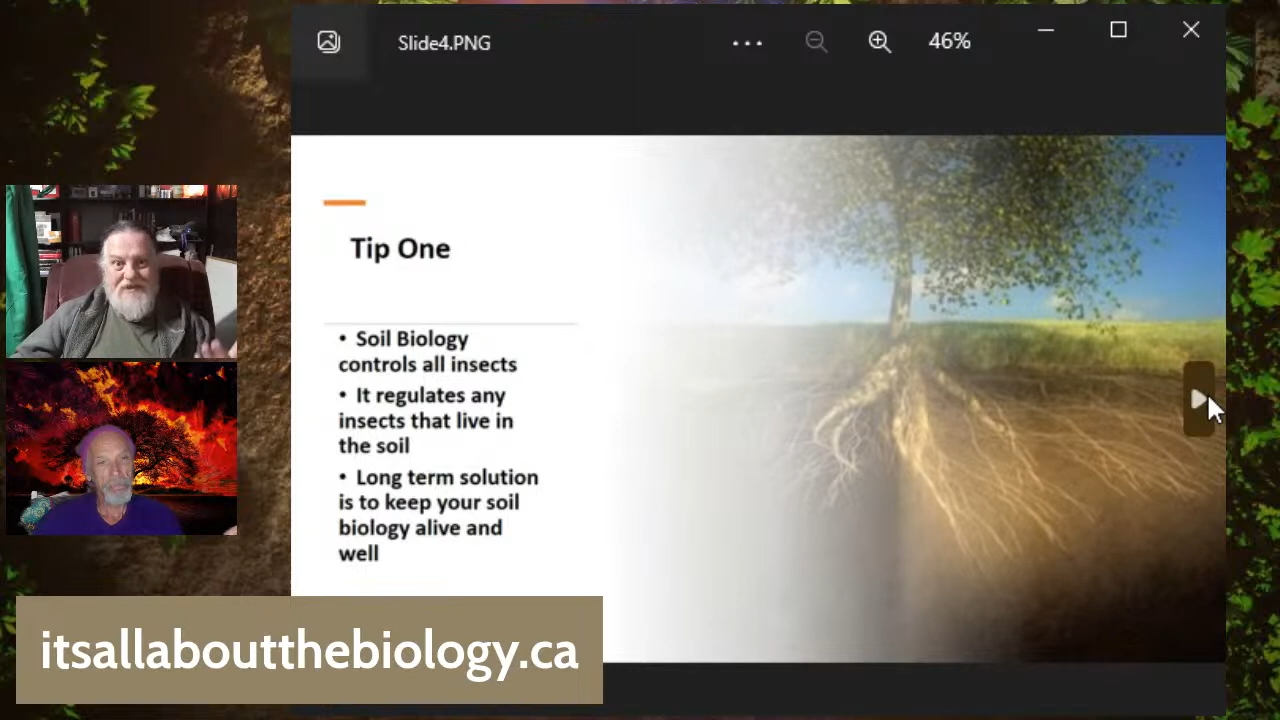 Slide4.PNG
46%
Tip One
• Soil Biology
controls all insects
• It regulates any
insects that live in
the soil
• Long term solution
is to keep your soil
biology alive and
well
itsallaboutthebiology.ca